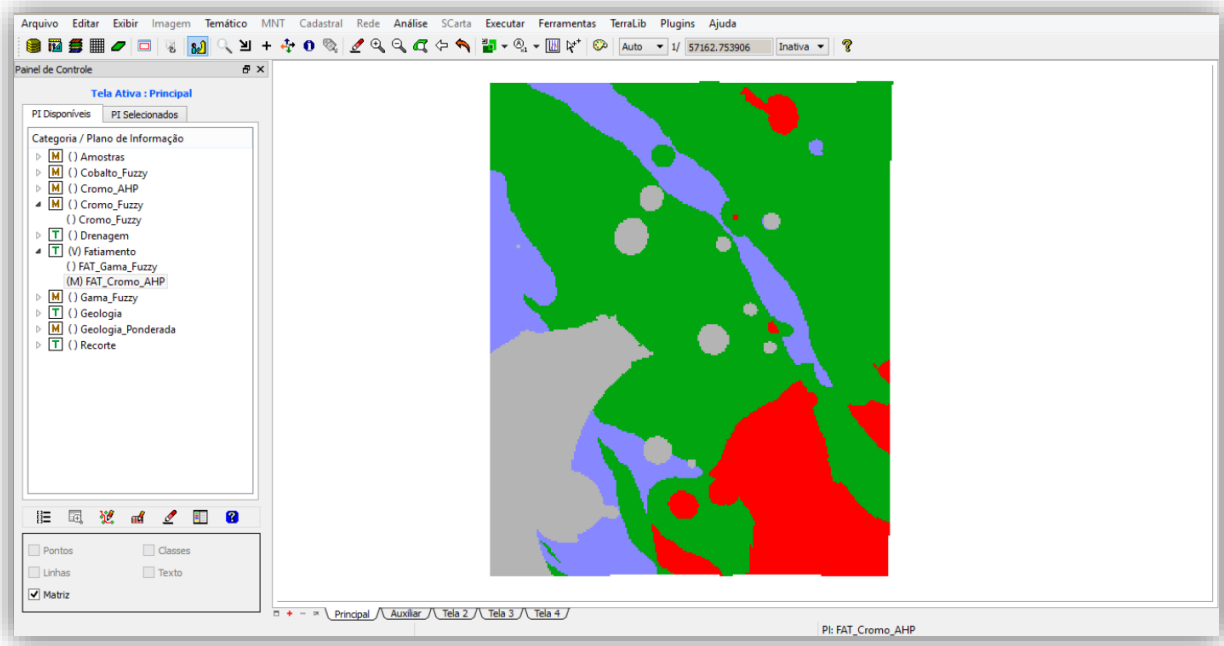 Arquivo Editar Exibir Imagem Temático MNT Cadastral Rede Análise SCarta Executar Ferramentas TerraLib Plugins Ajuda
Auto 1/ 57162.753906 Inativa
Painel de Controle
Tela Ativa : Principal
PI Disponíveis PI Selecionados
Categoria / Plano de Informação
M () Amostras
M () Cobalto_Fuzzy
M () Cromo_AHP
M () Cromo_Fuzzy
() Cromo_Fuzzy
T () Drenagem
T (V) Fatiamento
() FAT_Gama_Fuzzy
(M) FAT_Cromo_AHP
M () Gama_Fuzzy
T () Geologia
M () Geologia_Ponderada
T () Recorte
Pontos Classes
Linhas Texto
Matriz
Principal Auxiliar Tela 2 Tela 3 Tela 4
PI: FAT_Cromo_AHP